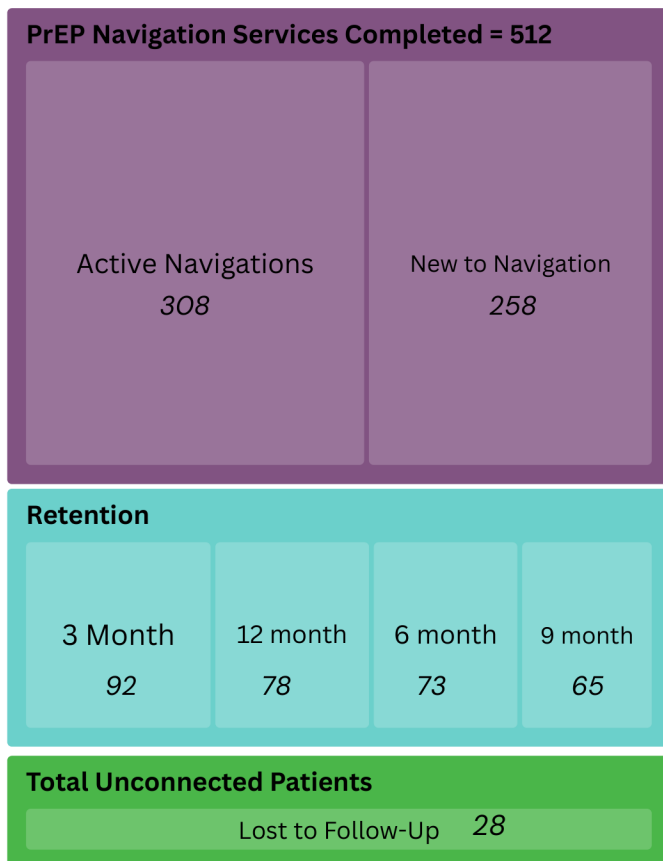 PrEP Navigation Services Completed = 512
Active Navigations
308
New to Navigation
258
Retention
3 Month
92
12 month
78
6 month
73
9 month
65
Total Unconnected Patients
Lost to Follow-Up 28